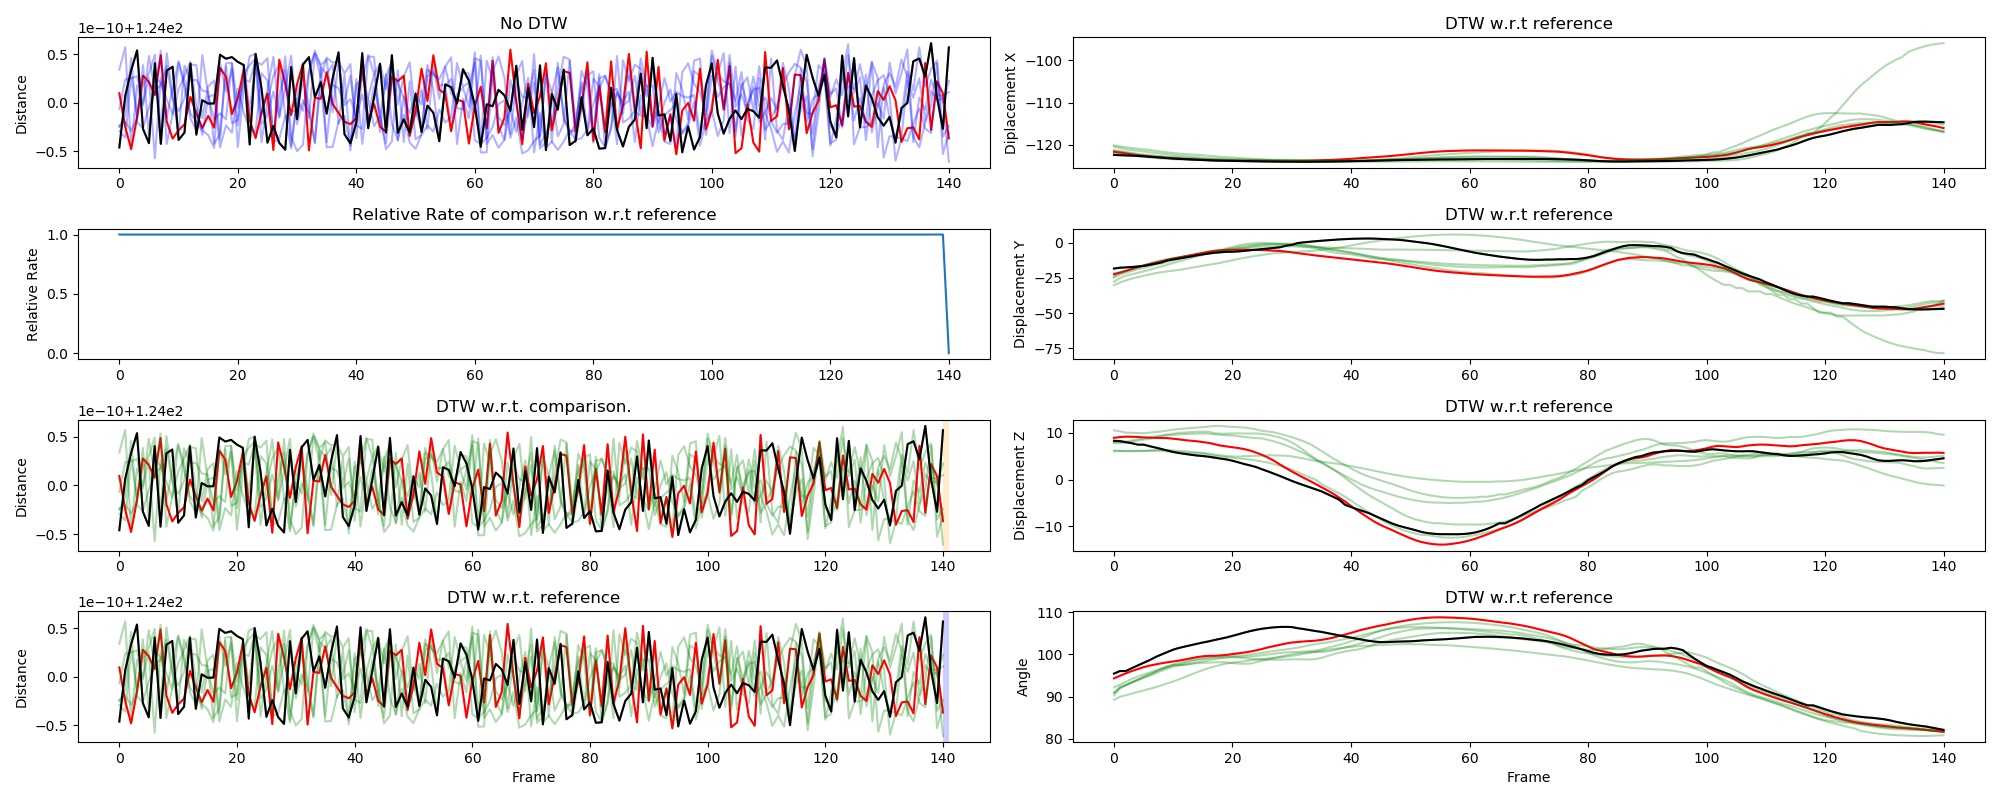 No DTW
1e−10+1.24e2
Distance
0.5
0.0
−0.5
0 20 40 60 80 100 120 140
Relative Rate of comparison w.r.t reference
Relative Rate
1.0
0.5
0.0
0 20 40 60 80 100 120 140
DTW w.r.t. comparison.
1e−10+1.24e2
Distance
0.5
0.0
−0.5
0 20 40 60 80 100 120 140
DTW w.r.t. reference
1e−10+1.24e2
Distance
0.5
0.0
−0.5
0 20 40 60 80 100 120 140
Frame
DTW w.r.t reference
Diplacement X
−100
−110
−120
0 20 40 60 80 100 120 140
DTW w.r.t reference
Displacement Y
0
−25
−50
−75
0 20 40 60 80 100 120 140
DTW w.r.t reference
Displacement Z
10
0
−10
0 20 40 60 80 100 120 140
DTW w.r.t reference
Angle
110
100
90
80
0 20 40 60 80 100 120 140
Frame